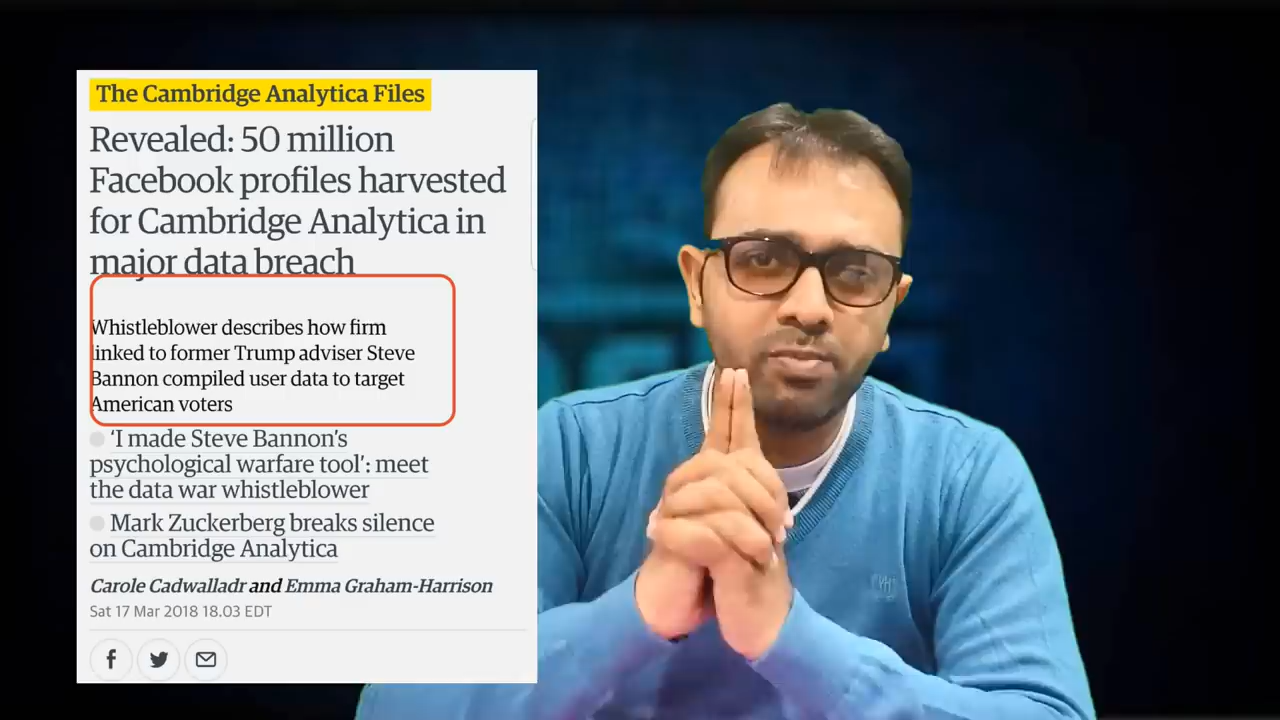 The Cambridge Analytica Files
Revealed: 50 million
Facebook profiles harvested
for Cambridge Analytica in
major data breach
Whistleblower describes how firm
linked to former Trump adviser Steve
Bannon compiled user data to target
American voters
‘I made Steve Bannon’s
psychological warfare tool’: meet
the data war whistleblower
Mark Zuckerberg breaks silence
on Cambridge Analytica
Carole Cadwalladr and Emma Graham-Harrison
Sat 17 Mar 2018 18.03 EDT